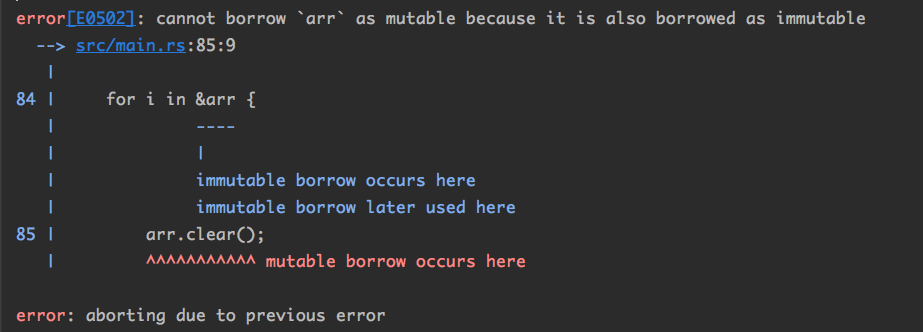 error[E0502]: cannot borrow `arr` as mutable because it is also borrowed as immutable
  --> src/main.rs:85:9
   |
84 |     for i in &arr {
   |              ----
   |              |
   |              immutable borrow occurs here
   |              immutable borrow later used here
85 |         arr.clear();
   |         ^^^^^^^^^^^ mutable borrow occurs here
error: aborting due to previous error